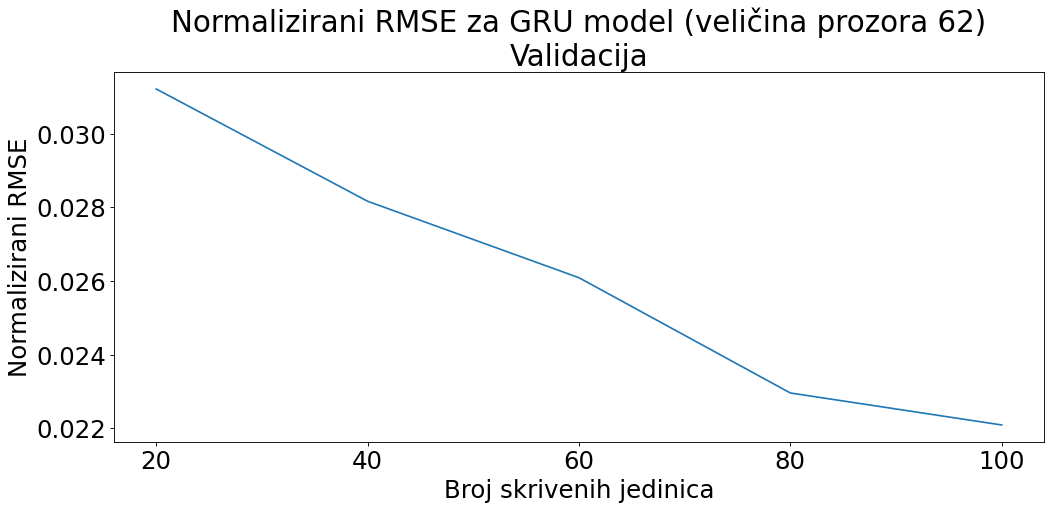 Normalizirani RMSE za GRU model (veličina prozora 62)
Validacija
Normalizirani RMSE
0.030
0.028
0.026
0.024
0.022
20 40 60 80 100
Broj skrivenih jedinica